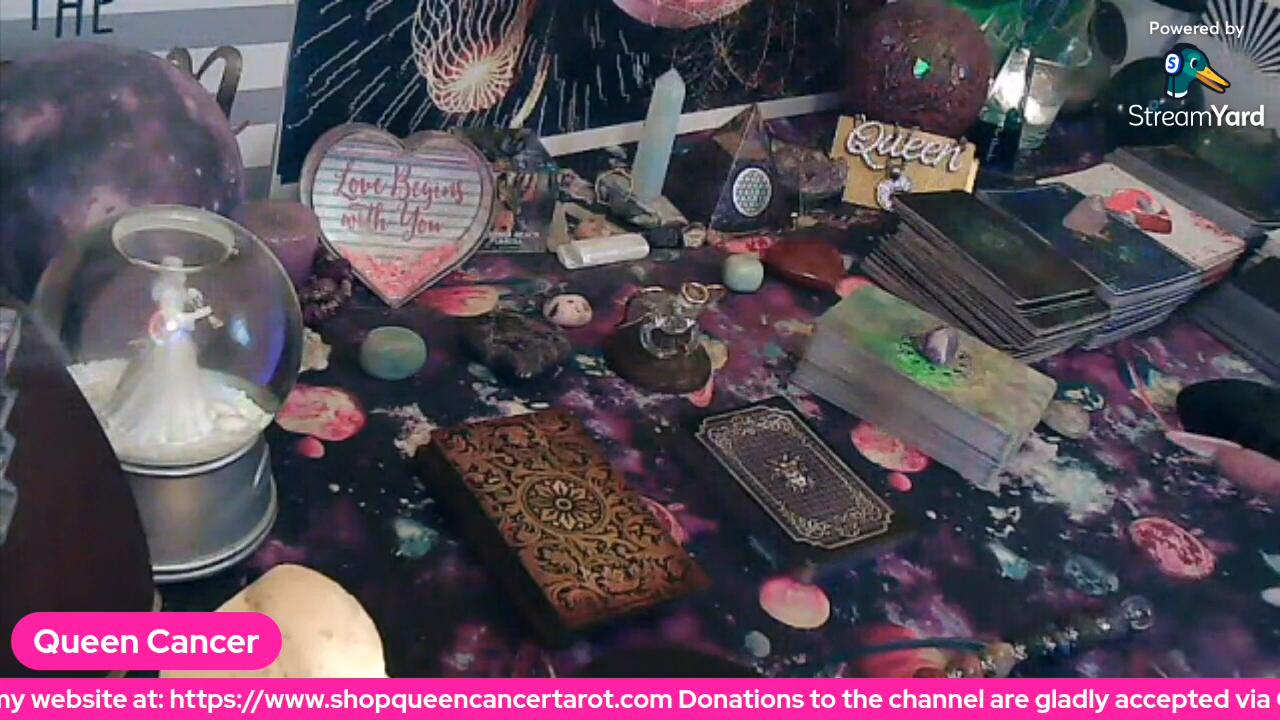 THE
Powered by
StreamYard
Love Begins
with You
Queen
Queen Cancer
my website at: https://www.shopqueencancertarot.com Donations to the channel are gladly accepted via